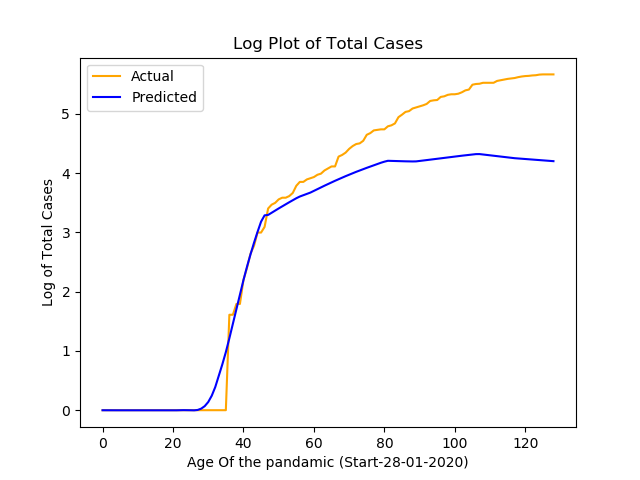 Log Plot of Total Cases
Actual
Predicted
Log of Total Cases
5
4
3
2
1
0
0 20 40 60 80 100 120
Age Of the pandamic (Start-28-01-2020)